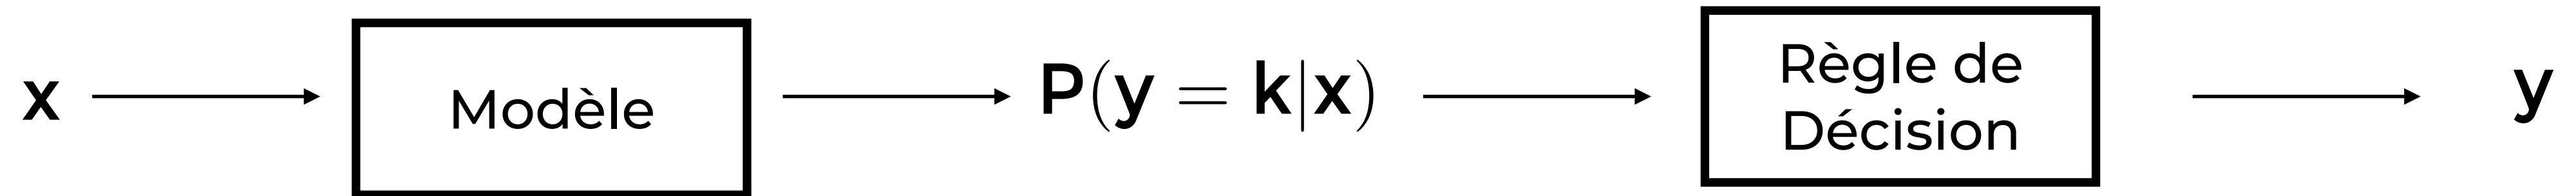 x
Modèle
P(y = k|x)
Règle de
Décision
y